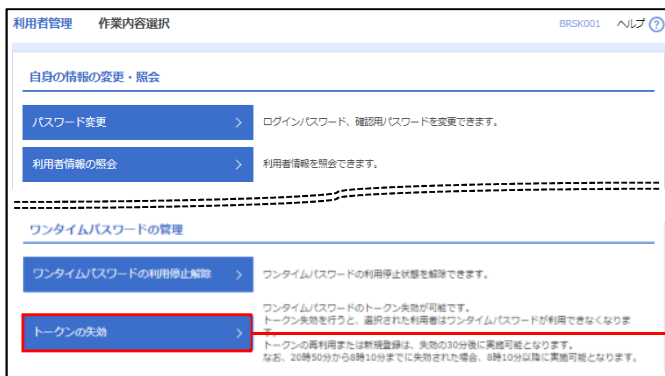 利用者管理 作業内容選択 BRSK001 ヘルプ ?
自身の情報の変更・照会
パスワード変更 > ログインパスワード、確認用パスワードを変更できます。
利用者情報の照会 > 利用者情報を照会できます。
ワンタイムパスワードの管理
ワンタイムパスワードの利用停止解除 > ワンタイムパスワードの利用停止状態を解除できます。
ワンタイムパスワードのトークン失効が可能です。
トークン失効を行うと、選択された利用者はワンタイムパスワードが利用できなくなりま
す。
トークンの失効 >
トークンの再利用または新規登録は、失効の30分後に実施可能となります。
なお、20時50分から8時10分までに失効された場合、8時10分以降に実施可能となります。